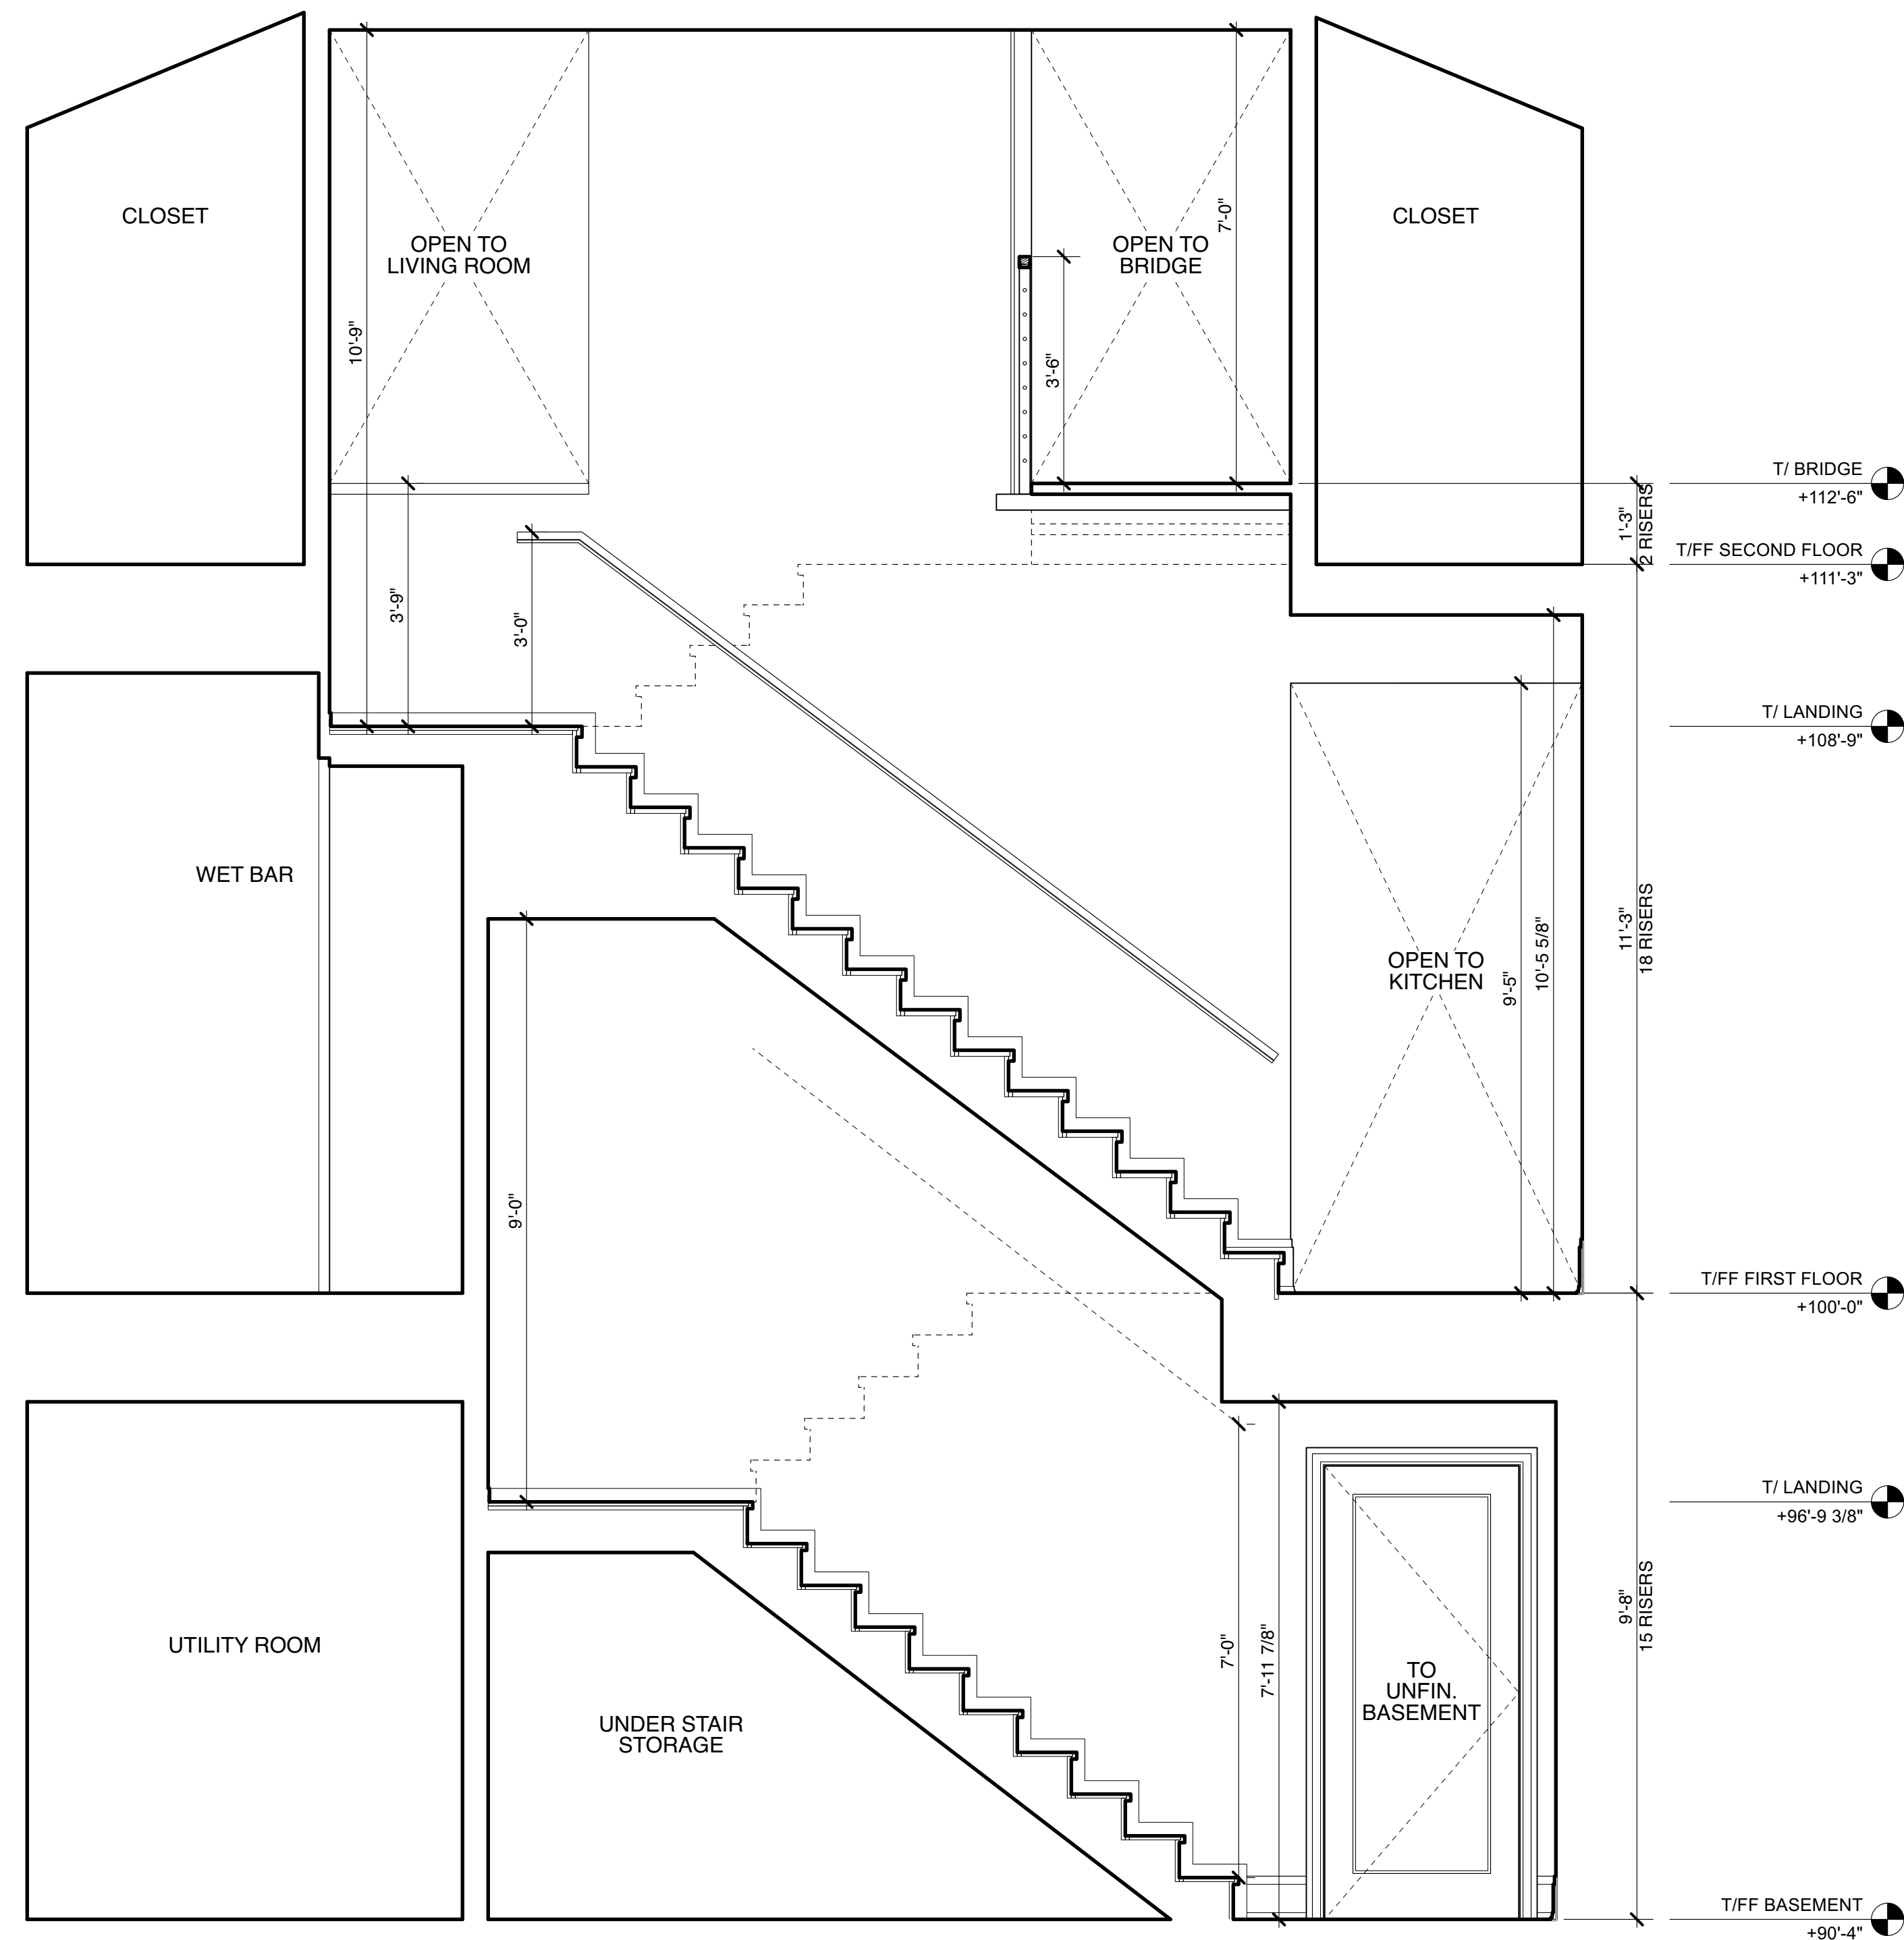 CLOSET
OPEN TO
LIVING ROOM
10'-9"
7'-0"
OPEN TO
BRIDGE
3'-6"
CLOSET
T/ BRIDGE
+112'-6"
1'-3"
2 RISERS
T/FF SECOND FLOOR
+111'-3"
3'-9"
3'-0"
T/ LANDING
+108'-9"
WET BAR
OPEN TO
KITCHEN
9'-5"
10'-5 5/8"
11'-3"
18 RISERS
9'-0"
T/FF FIRST FLOOR
+100'-0"
T/ LANDING
+96'-9 3/8"
UTILITY ROOM
UNDER STAIR
STORAGE
7'-0"
7'-11 7/8"
TO
UNFIN.
BASEMENT
9'-8"
15 RISERS
T/FF BASEMENT
+90'-4"